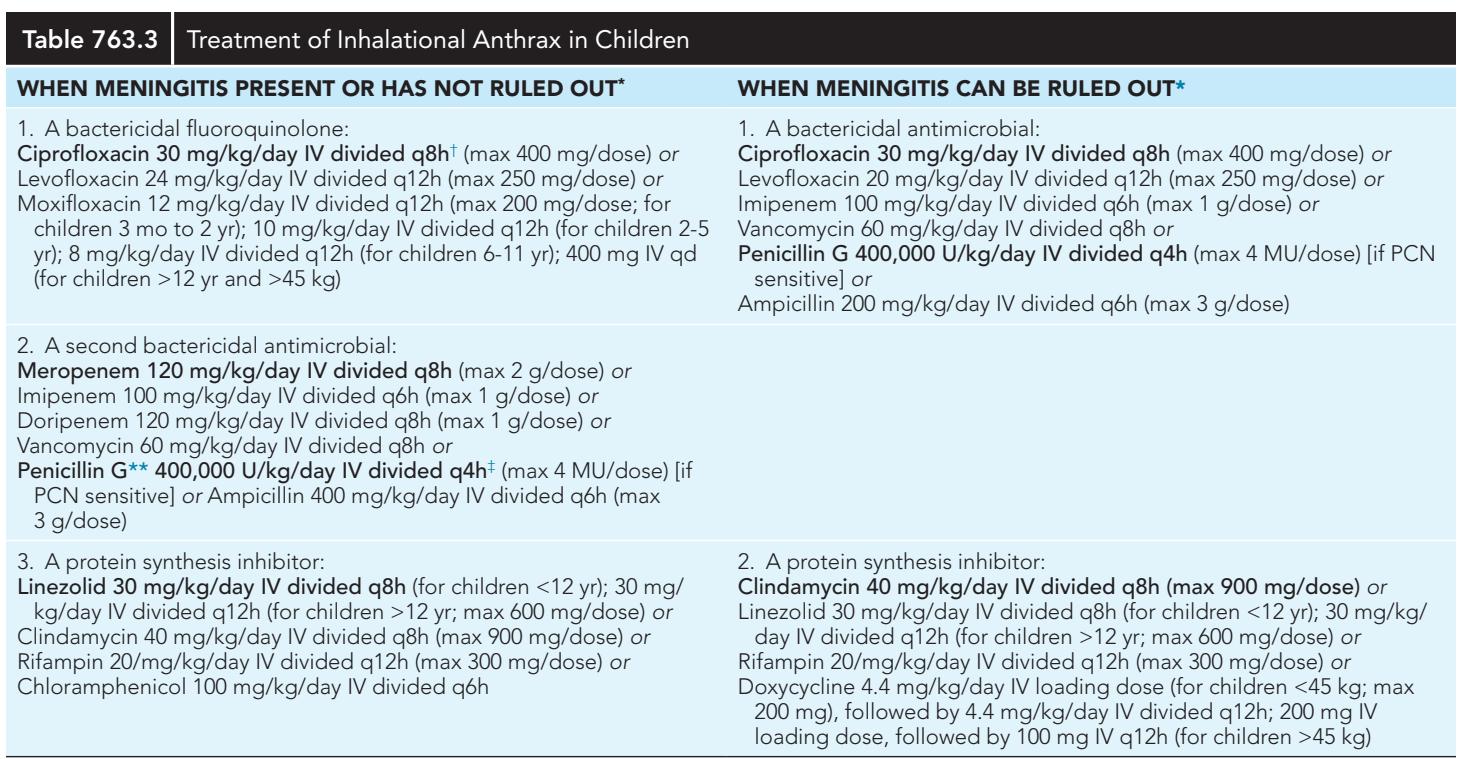 Table 763.3 Treatment of Inhalational Anthrax in Children
WHEN MENINGITIS PRESENT OR HAS NOT RULED OUT*
1. A bactericidal fluoroquinolone:
Ciprofloxacin 30 mg/kg/day IV divided q8h† (max 400 mg/dose) or
Levofloxacin 24 mg/kg/day IV divided q12h (max 250 mg/dose) or
Moxifloxacin 12 mg/kg/day IV divided q12h (max 200 mg/dose; for
children 3 mo to 2 yr); 10 mg/kg/day IV divided q12h (for children 2-5
yr); 8 mg/kg/day IV divided q12h (for children 6-11 yr); 400 mg IV qd
(for children >12 yr and >45 kg)
2. A second bactericidal antimicrobial:
Meropenem 120 mg/kg/day IV divided q8h (max 2 g/dose) or
Imipenem 100 mg/kg/day IV divided q6h (max 1 g/dose) or
Doripenem 120 mg/kg/day IV divided q8h (max 1 g/dose) or
Vancomycin 60 mg/kg/day IV divided q8h or
Penicillin G** 400,000 U/kg/day IV divided q4h‡ (max 4 MU/dose) [if
PCN sensitive] or Ampicillin 400 mg/kg/day IV divided q6h (max
3 g/dose)
3. A protein synthesis inhibitor:
Linezolid 30 mg/kg/day IV divided q8h (for children <12 yr); 30 mg/
kg/day IV divided q12h (for children >12 yr; max 600 mg/dose) or
Clindamycin 40 mg/kg/day IV divided q8h (max 900 mg/dose) or
Rifampin 20/mg/kg/day IV divided q12h (max 300 mg/dose) or
Chloramphenicol 100 mg/kg/day IV divided q6h
WHEN MENINGITIS CAN BE RULED OUT*
1. A bactericidal antimicrobial:
Ciprofloxacin 30 mg/kg/day IV divided q8h (max 400 mg/dose) or
Levofloxacin 20 mg/kg/day IV divided q12h (max 250 mg/dose) or
Imipenem 100 mg/kg/day IV divided q6h (max 1 g/dose) or
Vancomycin 60 mg/kg/day IV divided q8h or
Penicillin G 400,000 U/kg/day IV divided q4h (max 4 MU/dose) [if PCN
sensitive] or
Ampicillin 200 mg/kg/day IV divided q6h (max 3 g/dose)
2. A protein synthesis inhibitor:
Clindamycin 40 mg/kg/day IV divided q8h (max 900 mg/dose) or
Linezolid 30 mg/kg/day IV divided q8h (for children <12 yr); 30 mg/kg/
day IV divided q12h (for children >12 yr; max 600 mg/dose) or
Rifampin 20/mg/kg/day IV divided q12h (max 300 mg/dose) or
Doxycycline 4.4 mg/kg/day IV loading dose (for children <45 kg; max
200 mg), followed by 4.4 mg/kg/day IV divided q12h; 200 mg IV
loading dose, followed by 100 mg IV q12h (for children >45 kg)